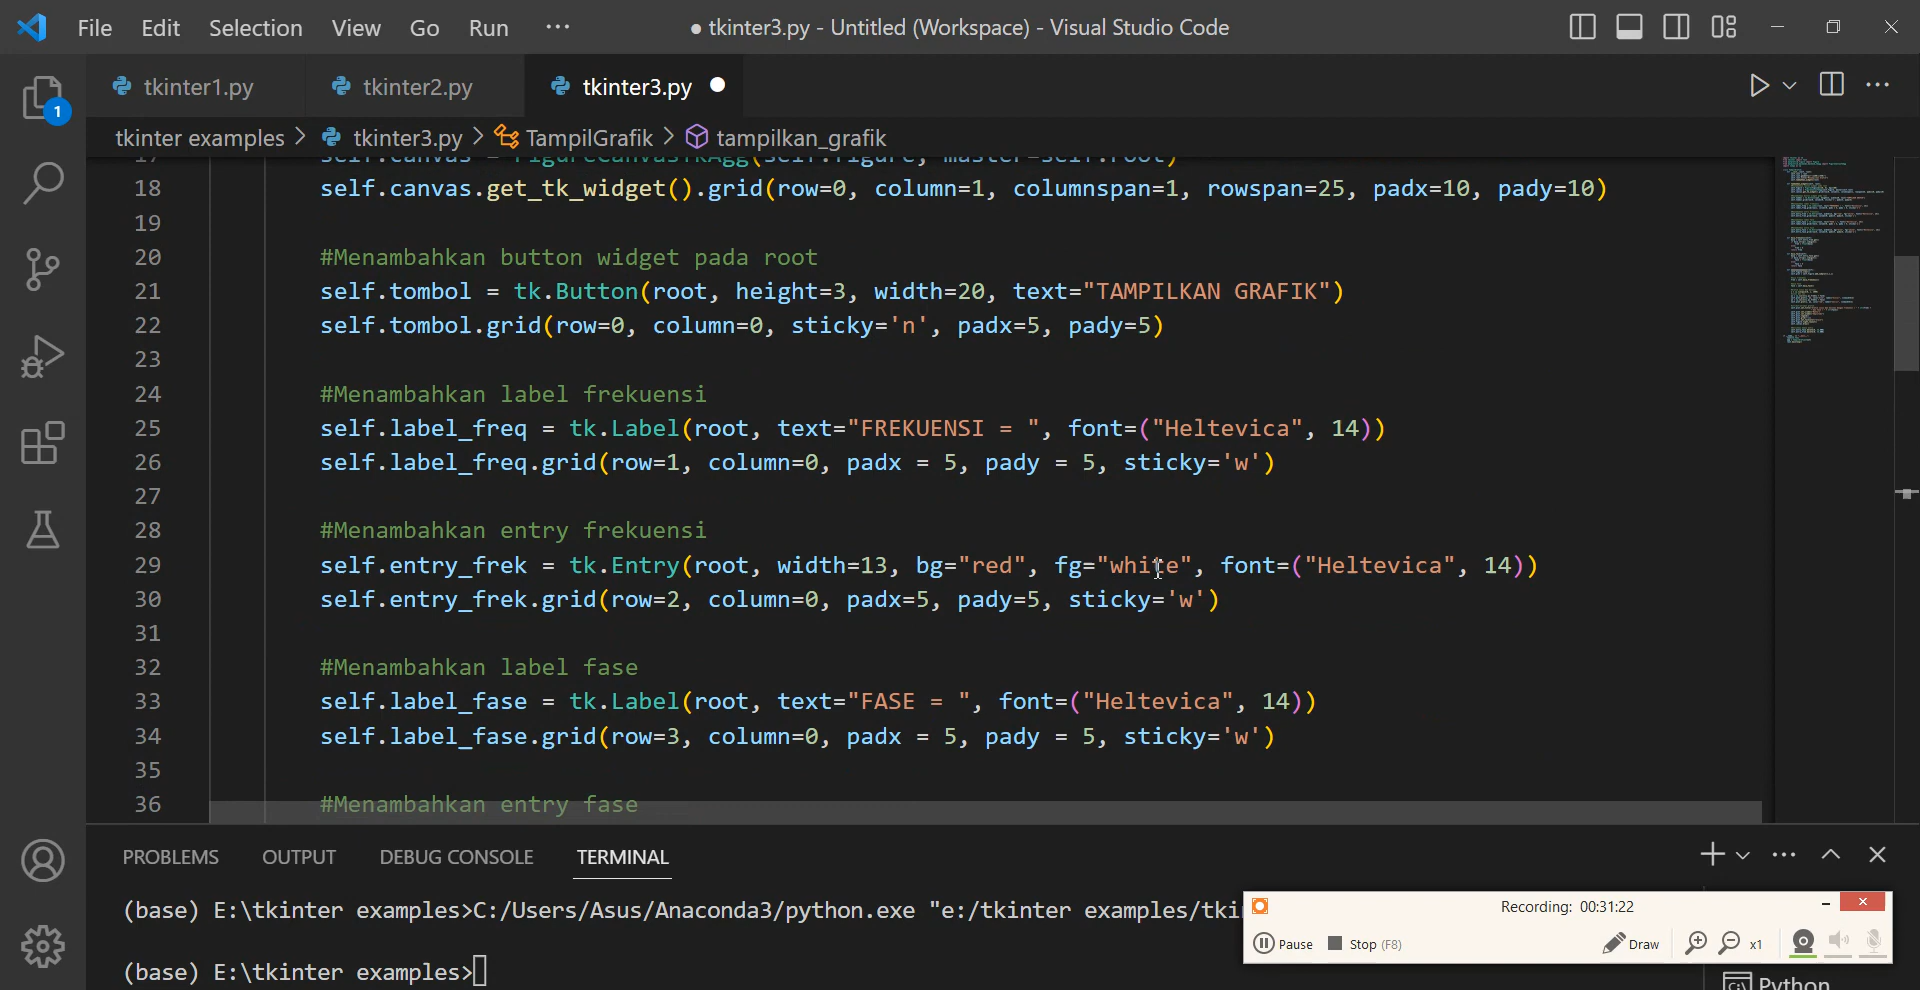 File Edit Selection View Go Run ···
● tkinter3.py - Untitled (Workspace) - Visual Studio Code
tkinter1.py tkinter2.py tkinter3.py
tkinter examples > tkinter3.py > TampilGrafik > tampilkan_grafik
1
17 self.canvas = FigureCanvasTkAgg(self.figure, master=self.root)
18 self.canvas.get_tk_widget().grid(row=0, column=1, columnspan=1, rowspan=25, padx=10, pady=10)
19
20 #Menambahkan button widget pada root
21 self.tombol = tk.Button(root, height=3, width=20, text="TAMPILKAN GRAFIK")
22 self.tombol.grid(row=0, column=0, sticky='n', padx=5, pady=5)
23
24 #Menambahkan label frekuensi
25 self.label_freq = tk.Label(root, text="FREKUENSI = ", font=("Heltevica", 14))
26 self.label_freq.grid(row=1, column=0, padx = 5, pady = 5, sticky='w')
27
28 #Menambahkan entry frekuensi
29 self.entry_frek = tk.Entry(root, width=13, bg="red", fg="white", font=("Heltevica", 14))
30 self.entry_frek.grid(row=2, column=0, padx=5, pady=5, sticky='w')
31
32 #Menambahkan label fase
33 self.label_fase = tk.Label(root, text="FASE = ", font=("Heltevica", 14))
34 self.label_fase.grid(row=3, column=0, padx = 5, pady = 5, sticky='w')
35
36 #Menambahkan entry fase
PROBLEMS OUTPUT DEBUG CONSOLE TERMINAL
(base) E:\tkinter examples>C:/Users/Asus/Anaconda3/python.exe "e:/tkinter examples/tki
(base) E:\tkinter examples>
Recording: 00:31:22
Pause Stop (F8) Draw x1
Python